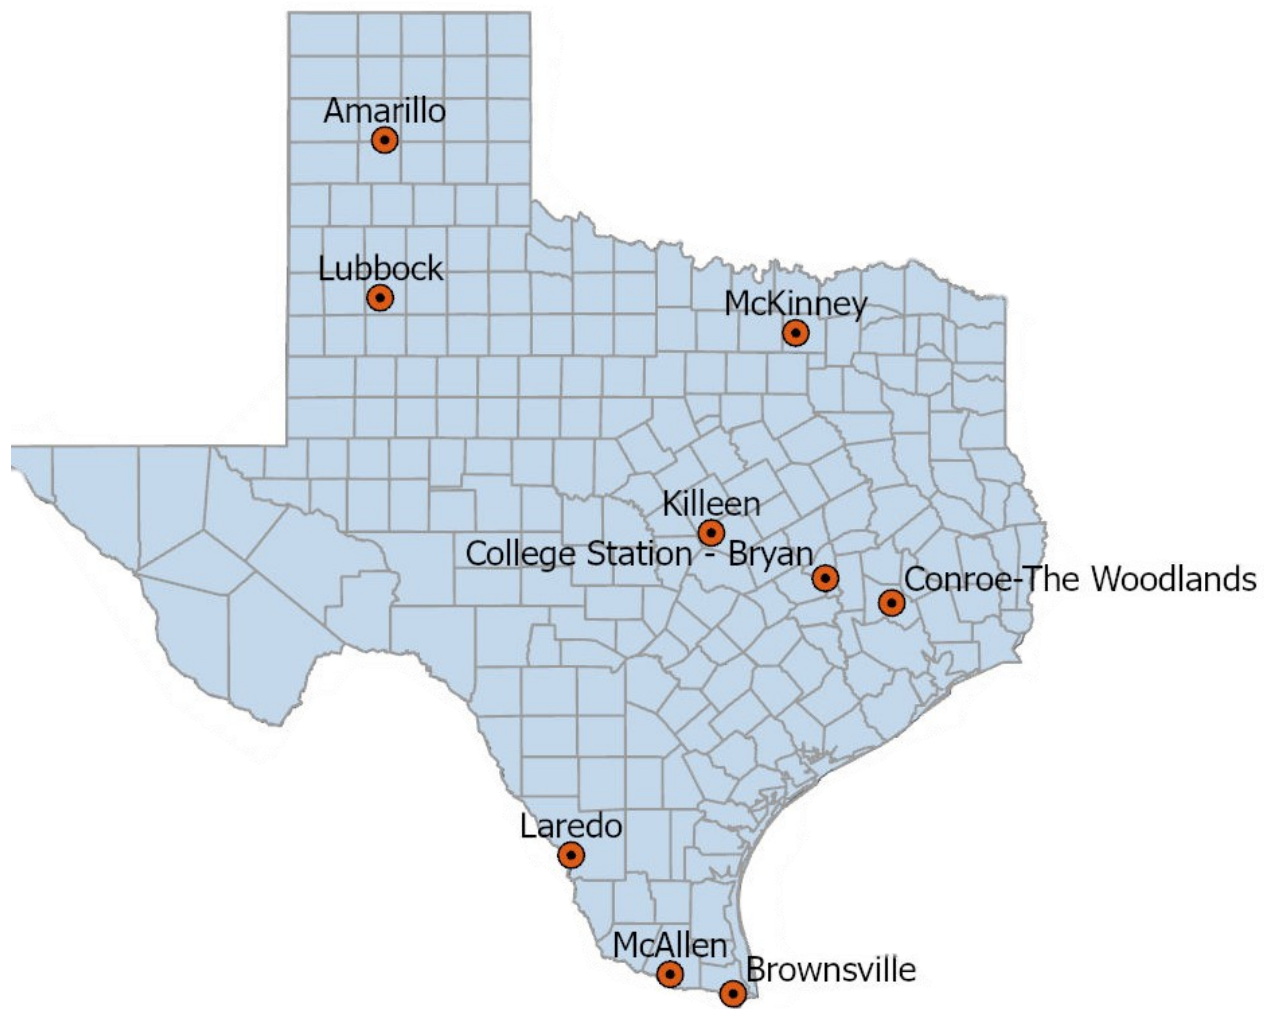 Amarillo
Lubbock
McKinney
Killeen
College Station - Bryan
Conroe-The Woodlands
Laredo
McAllen
Brownsville